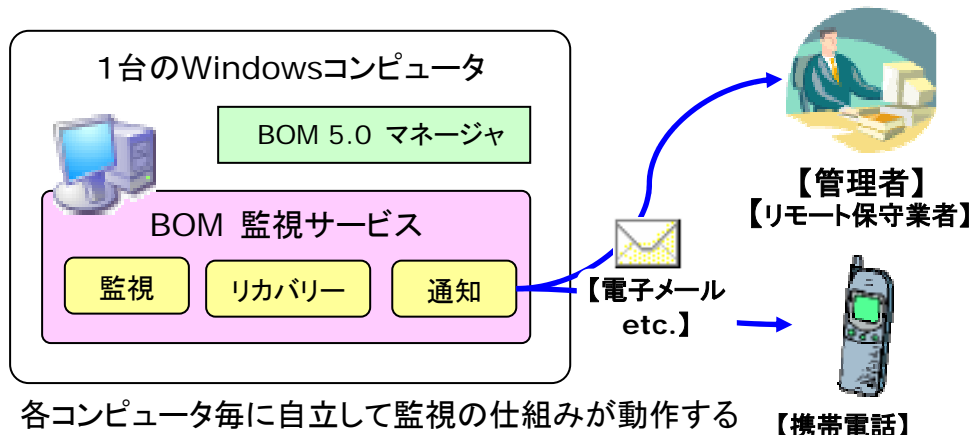 1台のWindowsコンピュータ
BOM 5.0 マネージャ
BOM 監視サービス
監視
リカバリー
通知
【電子メール
etc.】
【管理者】
【リモート保守業者】
【携帯電話】
各コンピュータ毎に自立して監視の仕組みが動作する